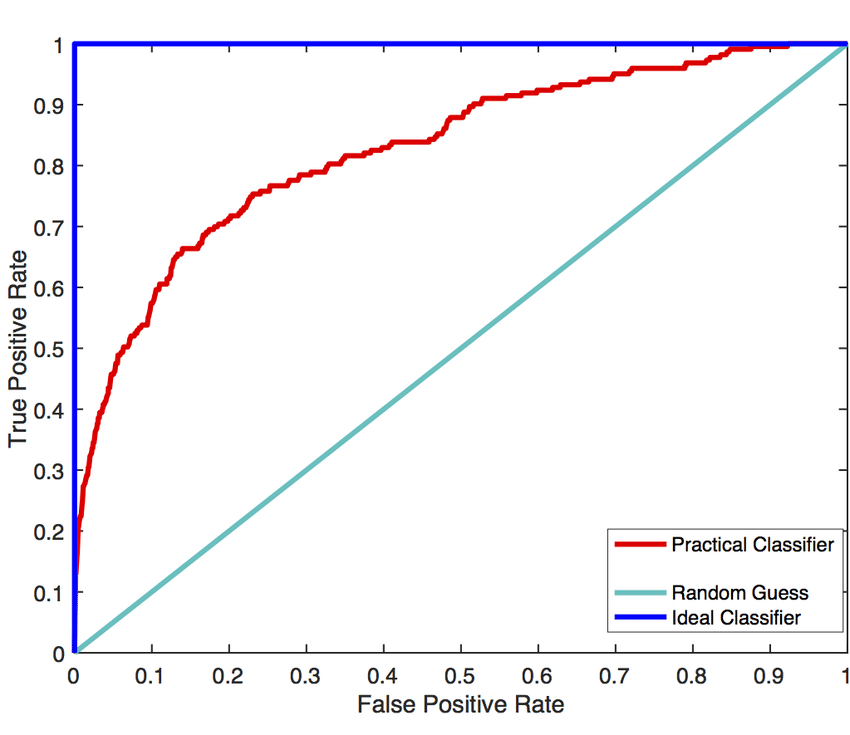 1
0.9
0.8
0.7
0.6
0.5
0.4
0.3
0.2
0.1
0
True Positive Rate
Practical Classifier
Random Guess
Ideal Classifier
0 0.1 0.2 0.3 0.4 0.5 0.6 0.7 0.8 0.9 1
False Positive Rate